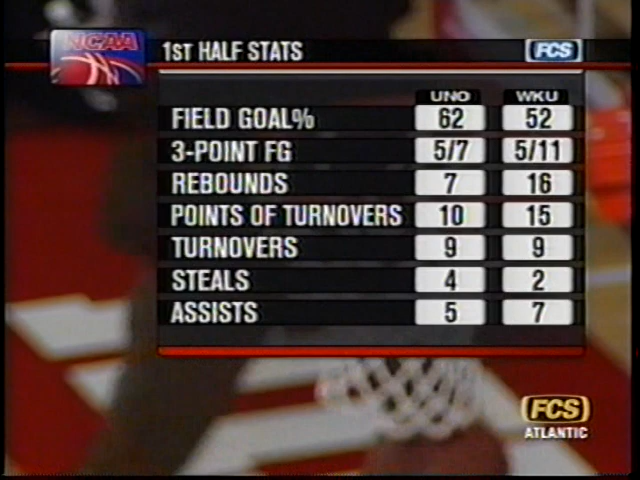 NCAA
1ST HALF STATS
FCS
UNO WKU
FIELD GOAL% 62 52
3-POINT FG 5/7 5/11
REBOUNDS 7 16
POINTS OF TURNOVERS 10 15
TURNOVERS 9 9
STEALS 4 2
ASSISTS 5 7
FCS
ATLANTIC